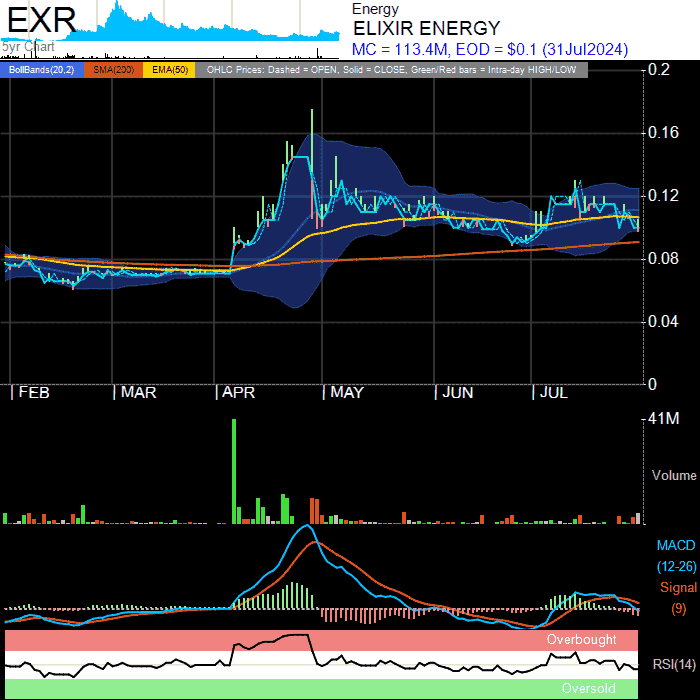 EXR
5yr Chart
Energy
ELIXIR ENERGY
MC = 113.4M, EOD = $0.1 (31Jul2024)
BollBands(20,2) SMA(200) EMA(50) OHLC Prices: Dashed = OPEN, Solid = CLOSE, Green/Red bars = Intra-day HIGH/LOW
0.2
0.16
0.12
0.08
0.04
0
FEB MAR APR MAY JUN JUL
41M
Volume
MACD
(12-26)
Signal
(9)
Overbought
RSI(14)
Oversold